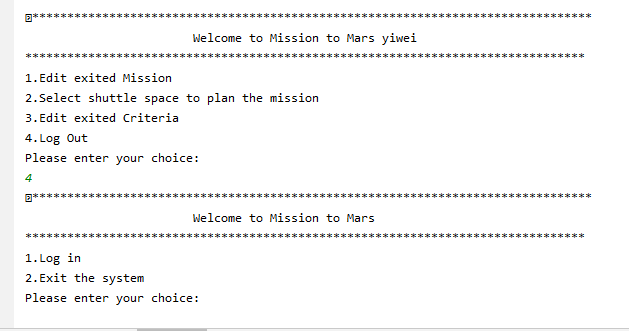 ********************************************************************************
Welcome to Mission to Mars yiwei
********************************************************************************
1.Edit exited Mission
2.Select shuttle space to plan the mission
3.Edit exited Criteria
4.Log Out
Please enter your choice:
4
********************************************************************************
Welcome to Mission to Mars
********************************************************************************
1.Log in
2.Exit the system
Please enter your choice: